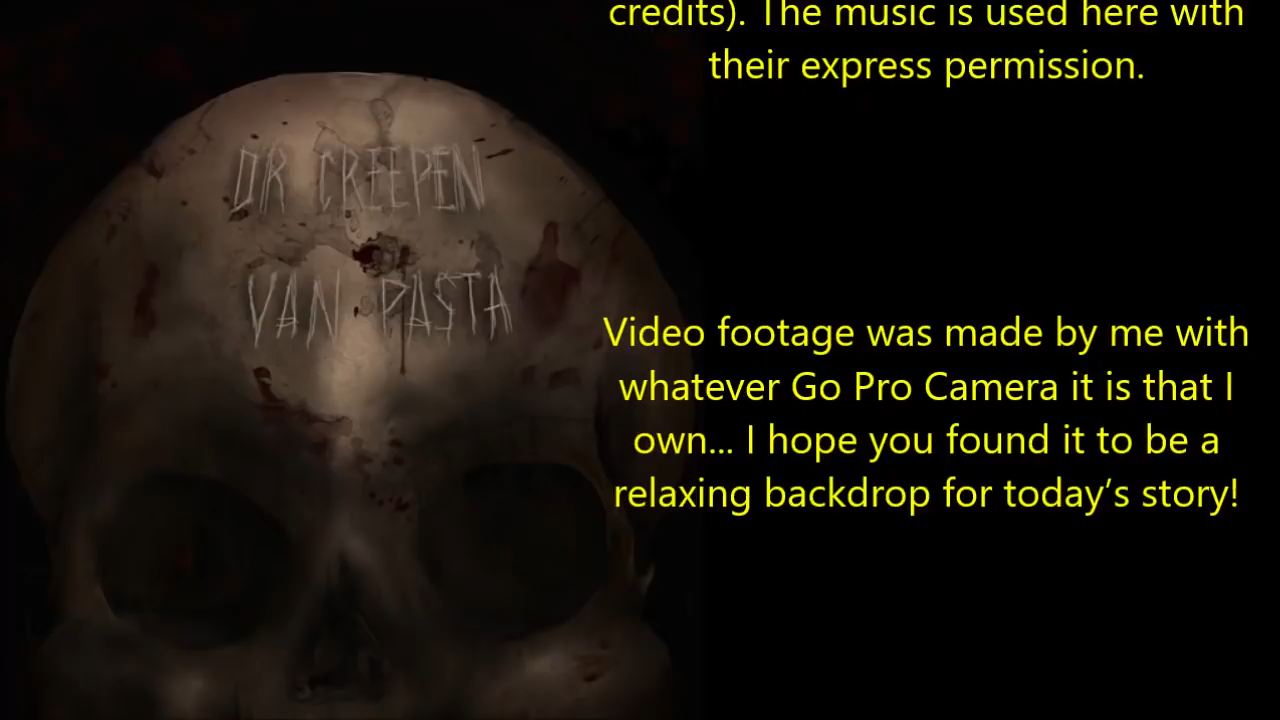 credits). The music is used here with
their express permission.
DR CREEPEN
VAN PASTA
Video footage was made by me with
whatever Go Pro Camera it is that I
own... I hope you found it to be a
relaxing backdrop for today’s story!